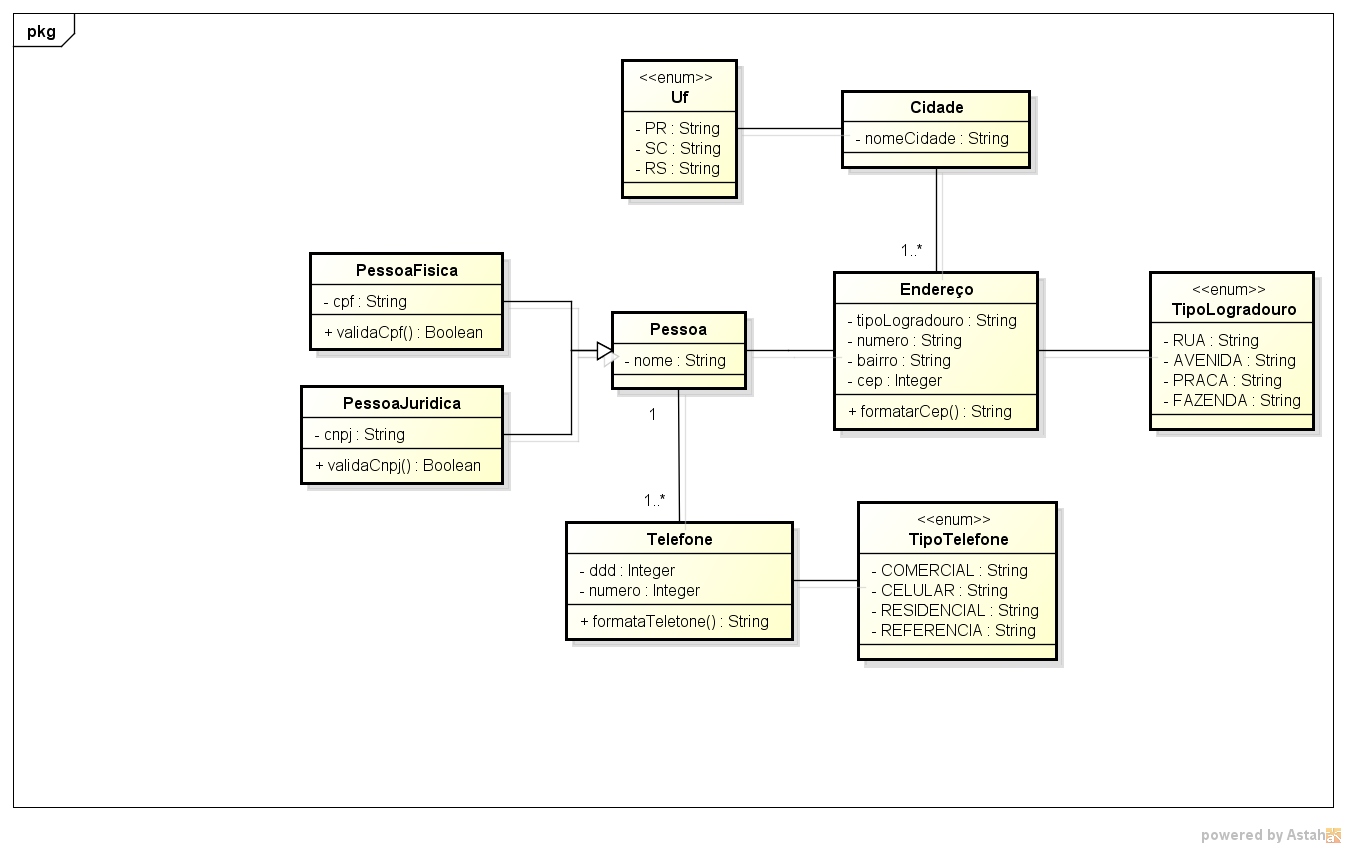 pkg
<<enum>>
Uf
- PR : String
- SC : String
- RS : String
Cidade
- nomeCidade : String
1..*
PessoaFisica
- cpf : String
+ validaCpf() : Boolean
PessoaJuridica
- cnpj : String
+ validaCnpj() : Boolean
Pessoa
- nome : String
1
1..*
Endereço
- tipoLogradouro : String
- numero : String
- bairro : String
- cep : Integer
+ formatarCep() : String
<<enum>>
TipoLogradouro
- RUA : String
- AVENIDA : String
- PRACA : String
- FAZENDA : String
Telefone
- ddd : Integer
- numero : Integer
+ formataTeletone() : String
<<enum>>
TipoTelefone
- COMERCIAL : String
- CELULAR : String
- RESIDENCIAL : String
- REFERENCIA : String
powered by Astah